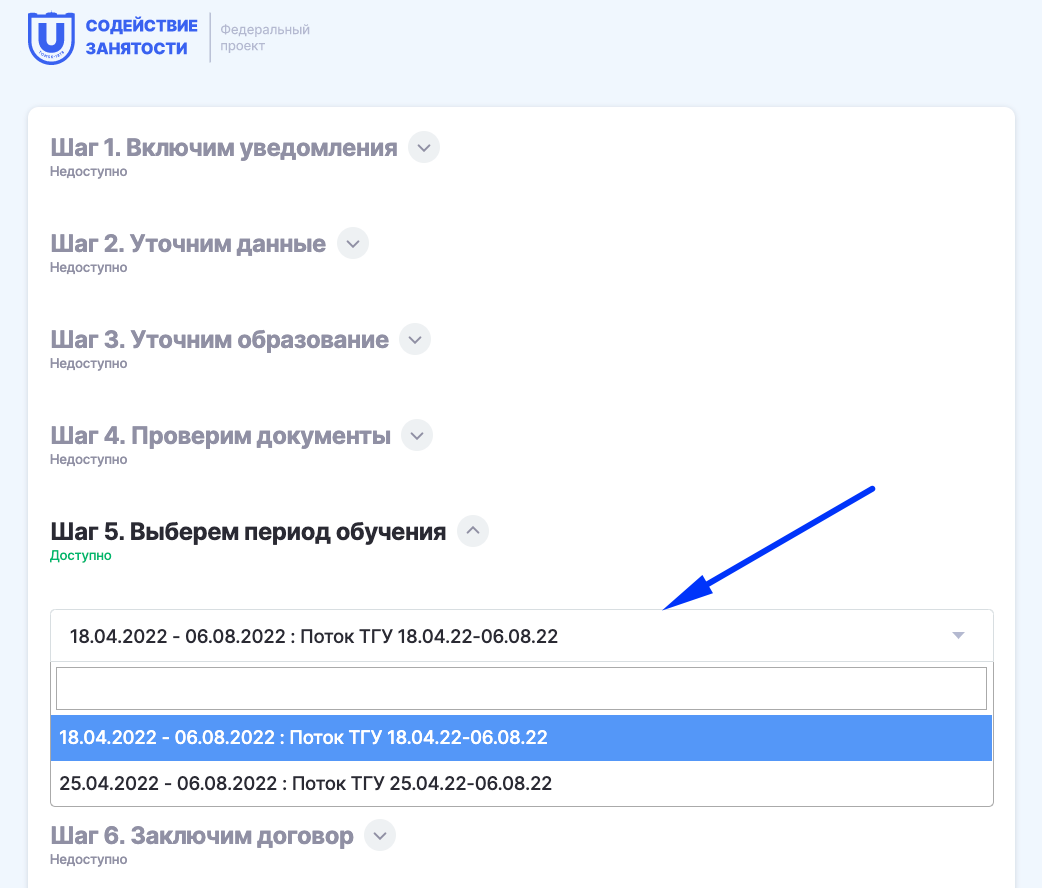 СОДЕЙСТВИЕ
ЗАНЯТОСТИ
Федеральный
проект
Шаг 1. Включим уведомления
Недоступно
Шаг 2. Уточним данные
Недоступно
Шаг 3. Уточним образование
Недоступно
Шаг 4. Проверим документы
Недоступно
Шаг 5. Выберем период обучения
Доступно
18.04.2022 - 06.08.2022 : Поток ТГУ 18.04.22-06.08.22
18.04.2022 - 06.08.2022 : Поток ТГУ 18.04.22-06.08.22
25.04.2022 - 06.08.2022 : Поток ТГУ 25.04.22-06.08.22
Шаг 6. Заключим договор
Недоступно